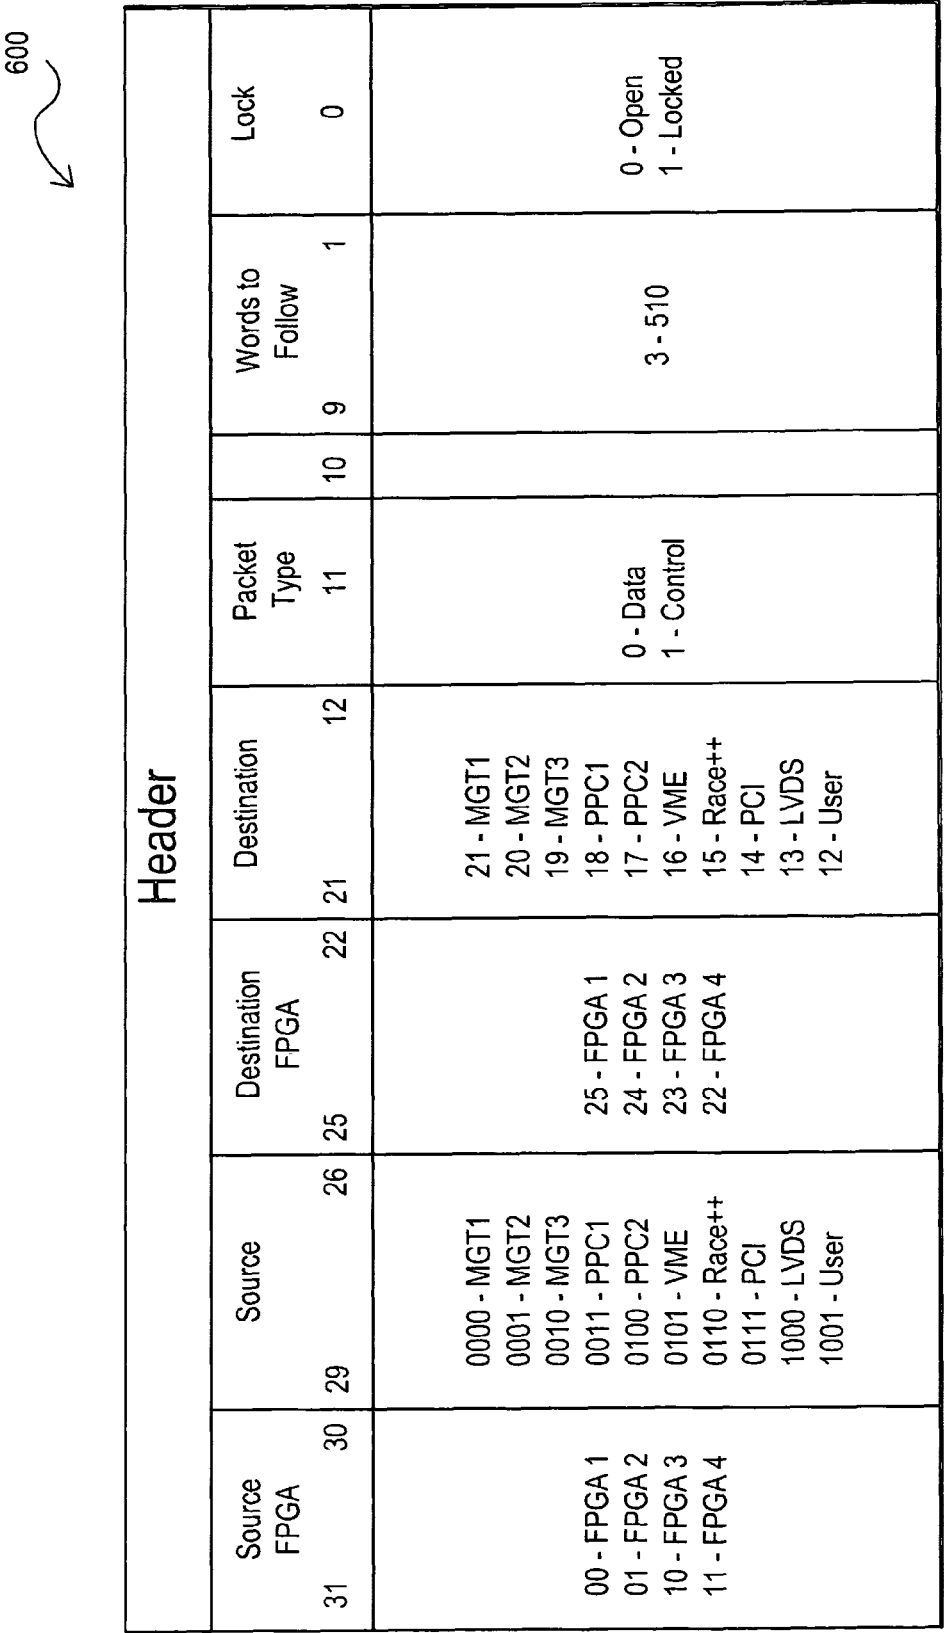 600
Header
Source
FPGA
31 30
Source
29 26
Destination
FPGA
25 22
Destination
21 12
Packet
Type
11
10
Words to
Follow
9 1
Lock
0
00 - FPGA 1
01 - FPGA 2
10 - FPGA 3
11 - FPGA 4
0000 - MGT1
0001 - MGT2
0010 - MGT3
0011 - PPC1
0100 - PPC2
0101 - VME
0110 - Race++
0111 - PCI
1000 - LVDS
1001 - User
25 - FPGA 1
24 - FPGA 2
23 - FPGA 3
22 - FPGA 4
21 - MGT1
20 - MGT2
19 - MGT3
18 - PPC1
17 - PPC2
16 - VME
15 - Race++
14 - PCI
13 - LVDS
12 - User
0 - Data
1 - Control
3 - 510
0 - Open
1 - Locked